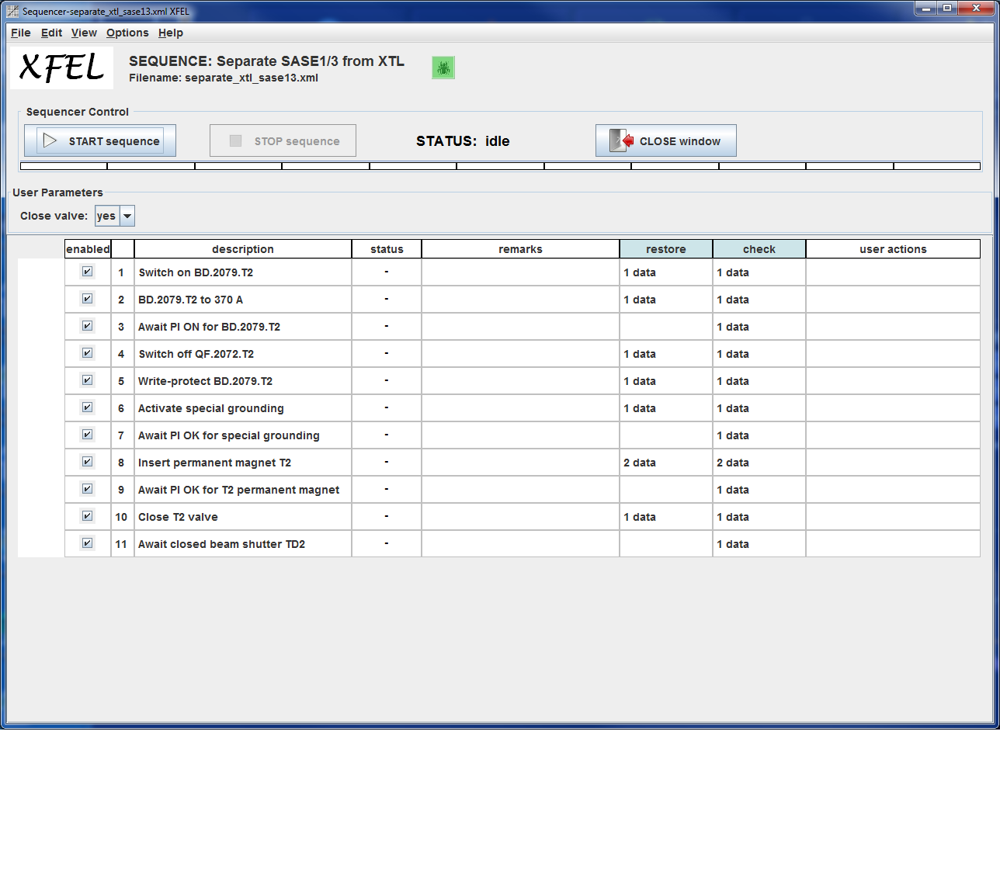 Sequencer-separate_xtl_sase13.xml XFEL
File Edit View Options Help
XFEL
SEQUENCE: Separate SASE1/3 from XTL
Filename: separate_xtl_sase13.xml
Sequencer Control
START sequence STOP sequence STATUS: idle CLOSE window
User Parameters
Close valve: yes
enabled description status remarks restore check user actions
1 Switch on BD.2079.T2 - 1 data 1 data
2 BD.2079.T2 to 370 A - 1 data 1 data
3 Await PI ON for BD.2079.T2 - 1 data
4 Switch off QF.2072.T2 - 1 data 1 data
5 Write-protect BD.2079.T2 - 1 data 1 data
6 Activate special grounding - 1 data 1 data
7 Await PI OK for special grounding - 1 data
8 Insert permanent magnet T2 - 2 data 2 data
9 Await PI OK for T2 permanent magnet - 1 data
10 Close T2 valve - 1 data 1 data
11 Await closed beam shutter TD2 - 1 data